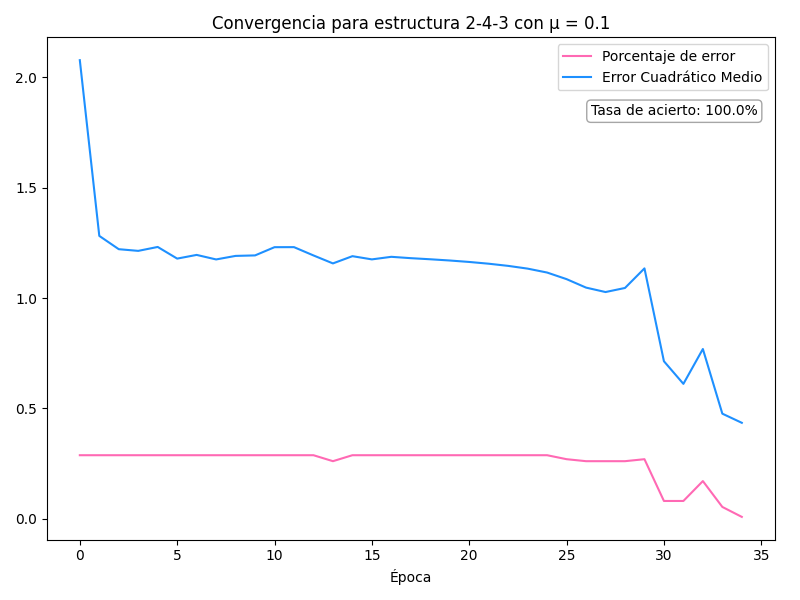 Convergencia para estructura 2-4-3 con μ = 0.1
Porcentaje de error
Error Cuadrático Medio
Tasa de acierto: 100.0%
2.0
1.5
1.0
0.5
0.0
0 5 10 15 20 25 30 35
Época